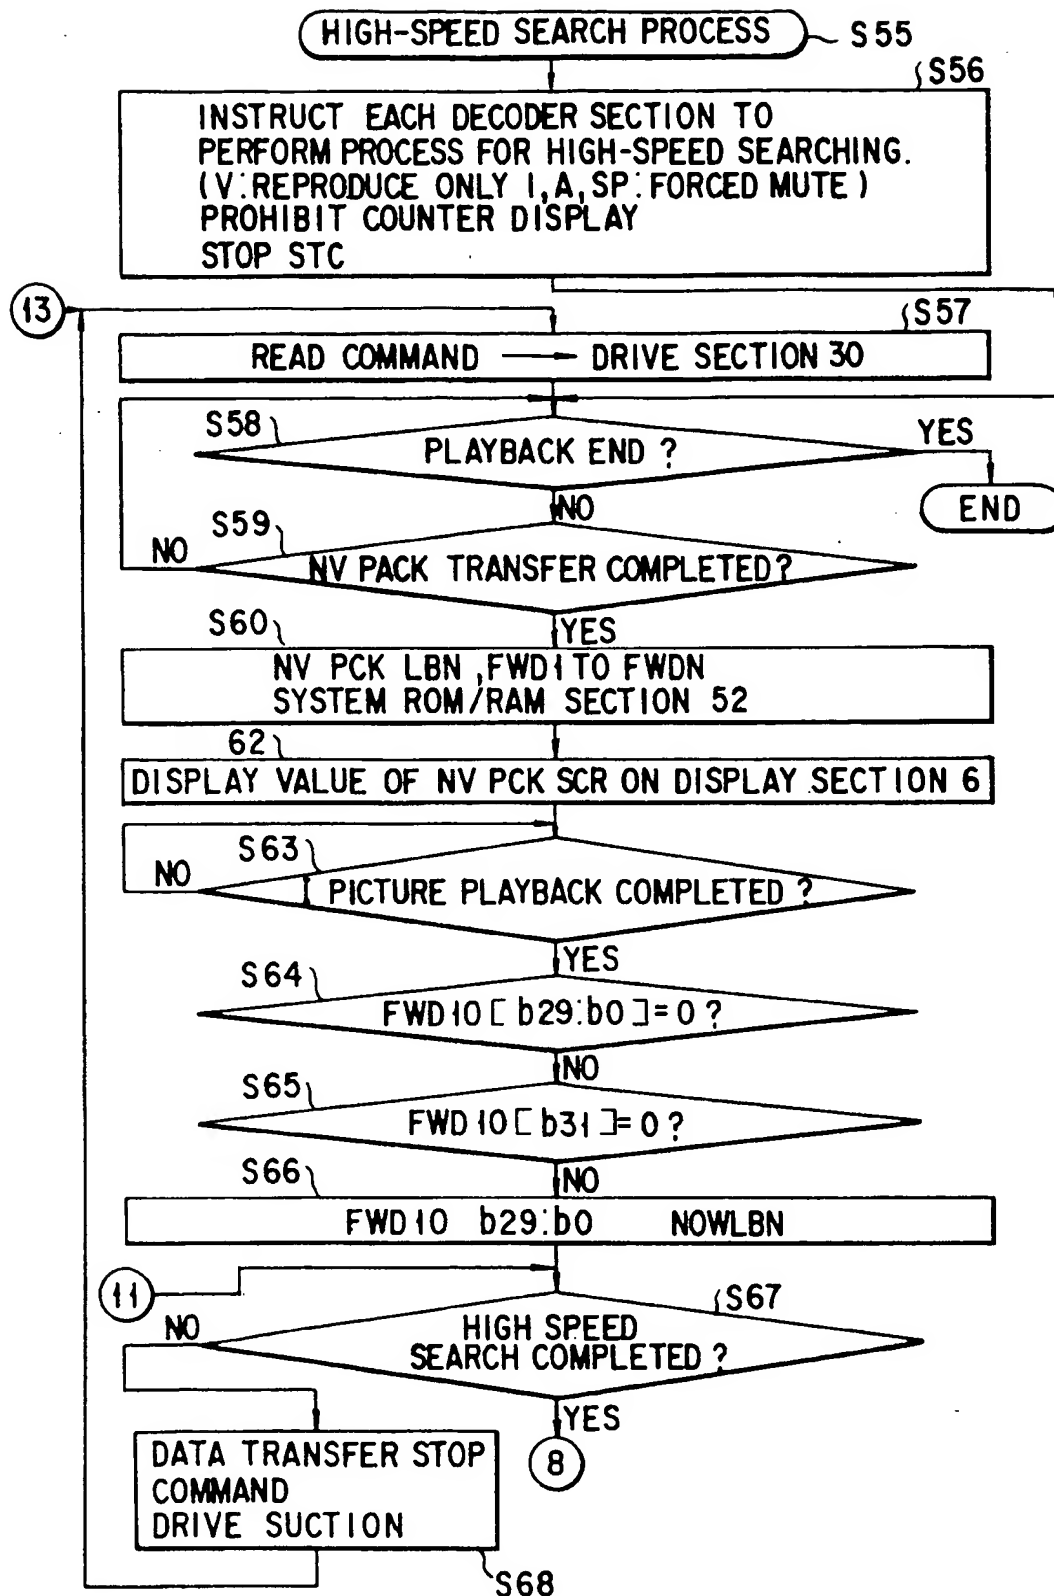 HIGH-SPEED SEARCH PROCESS
S55
S56
INSTRUCT EACH DECODER SECTION TO
PERFORM PROCESS FOR HIGH-SPEED SEARCHING.
(V:REPRODUCE ONLY I,A,SP:FORCED MUTE)
PROHIBIT COUNTER DISPLAY
STOP STC
13
S57
READ COMMAND → DRIVE SECTION 30
S58
PLAYBACK END ?
YES
END
NO
S59
NO
NV PACK TRANSFER COMPLETED?
YES
S60
NV PCK LBN ,FWD1 TO FWDN
SYSTEM ROM/RAM SECTION 52
62
DISPLAY VALUE OF NV PCK SCR ON DISPLAY SECTION 6
S63
NO
I PICTURE PLAYBACK COMPLETED ?
YES
S64
FWD10 [ b29:b0 ]=0 ?
NO
S65
FWD10 [ b31 ]=0 ?
NO
S66
FWD10 b29:b0 NOWLBN
11
S67
NO
HIGH SPEED
SEARCH COMPLETED ?
YES
8
DATA TRANSFER STOP
COMMAND
DRIVE SUCTION
S68